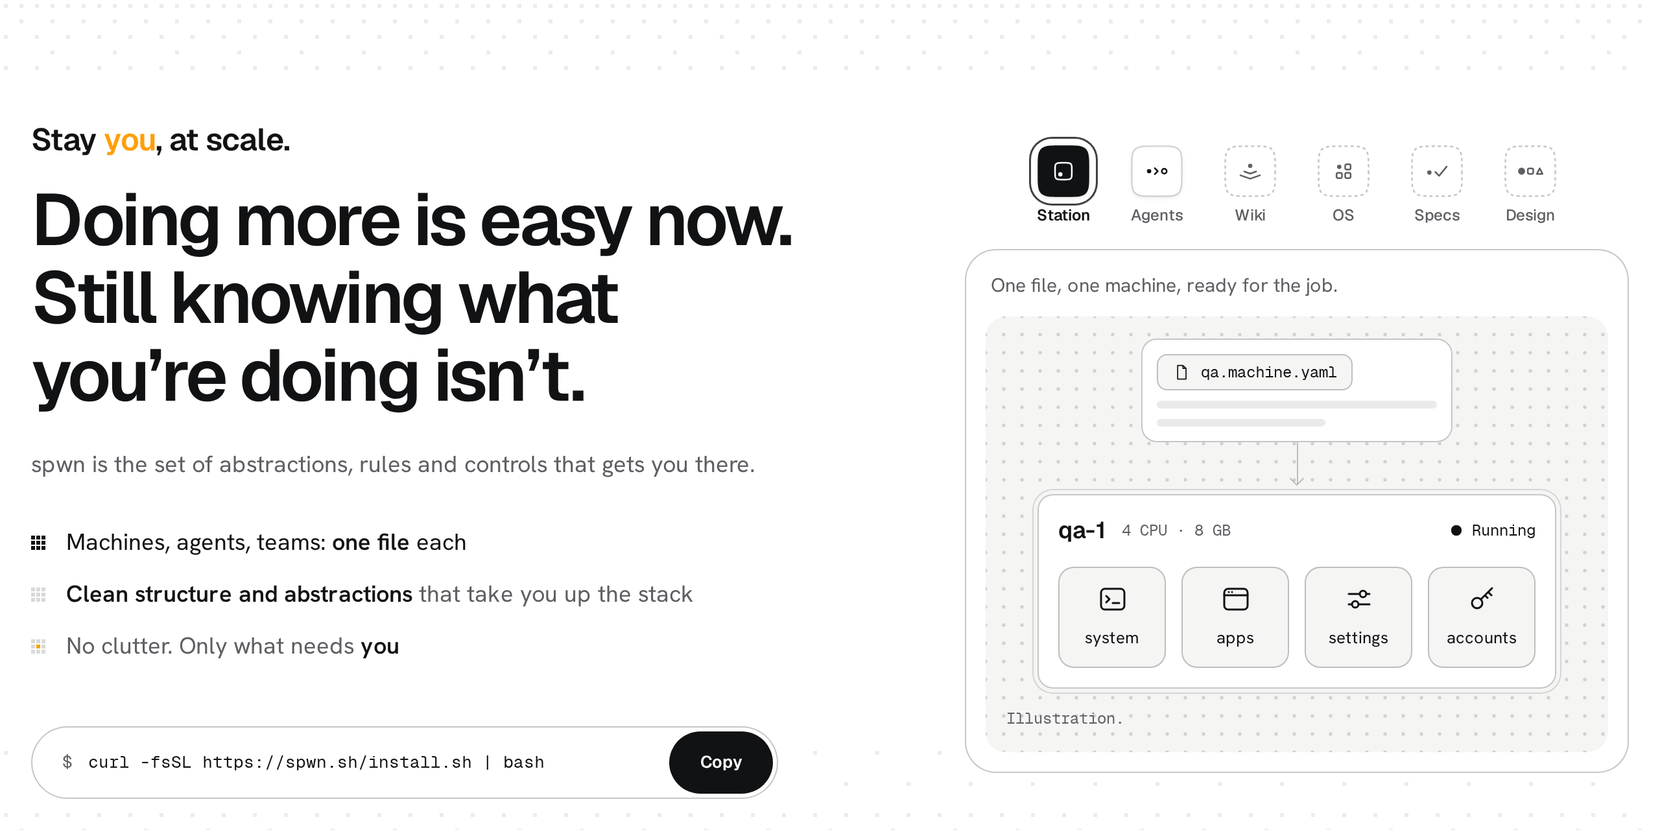 Stay you, at scale.
Doing more is easy now.
Still knowing what
you’re doing isn’t.
spwn is the set of abstractions, rules and controls that gets you there.
Machines, agents, teams: one file each
Clean structure and abstractions that take you up the stack
No clutter. Only what needs you
$ curl -fsSL https://spwn.sh/install.sh | bash
Copy
Station
Agents
Wiki
OS
Specs
Design
One file, one machine, ready for the job.
qa.machine.yaml
qa-1 4 CPU · 8 GB
Running
system
apps
settings
accounts
Illustration.